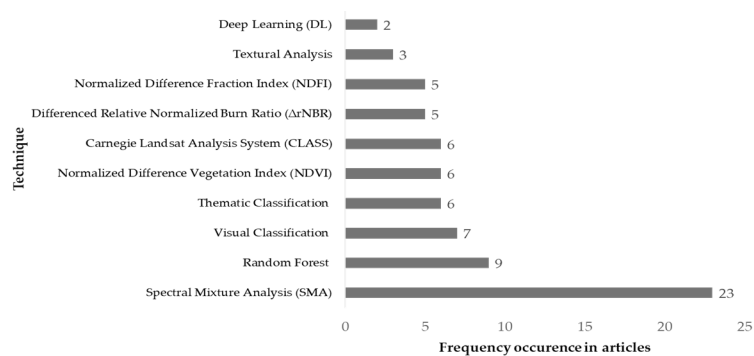 Deep Learning (DL) 2
Textural Analysis 3
Normalized Difference Fraction Index (NDFI) 5
Differenced Relative Normalized Burn Ratio (ΔrNBR) 5
Carnegie Landsat Analysis System (CLASS) 6
Normalized Difference Vegetation Index (NDVI) 6
Thematic Classification 6
Visual Classification 7
Random Forest 9
Spectral Mixture Analysis (SMA) 23
Technique
0 5 10 15 20 25
Frequency occurence in articles